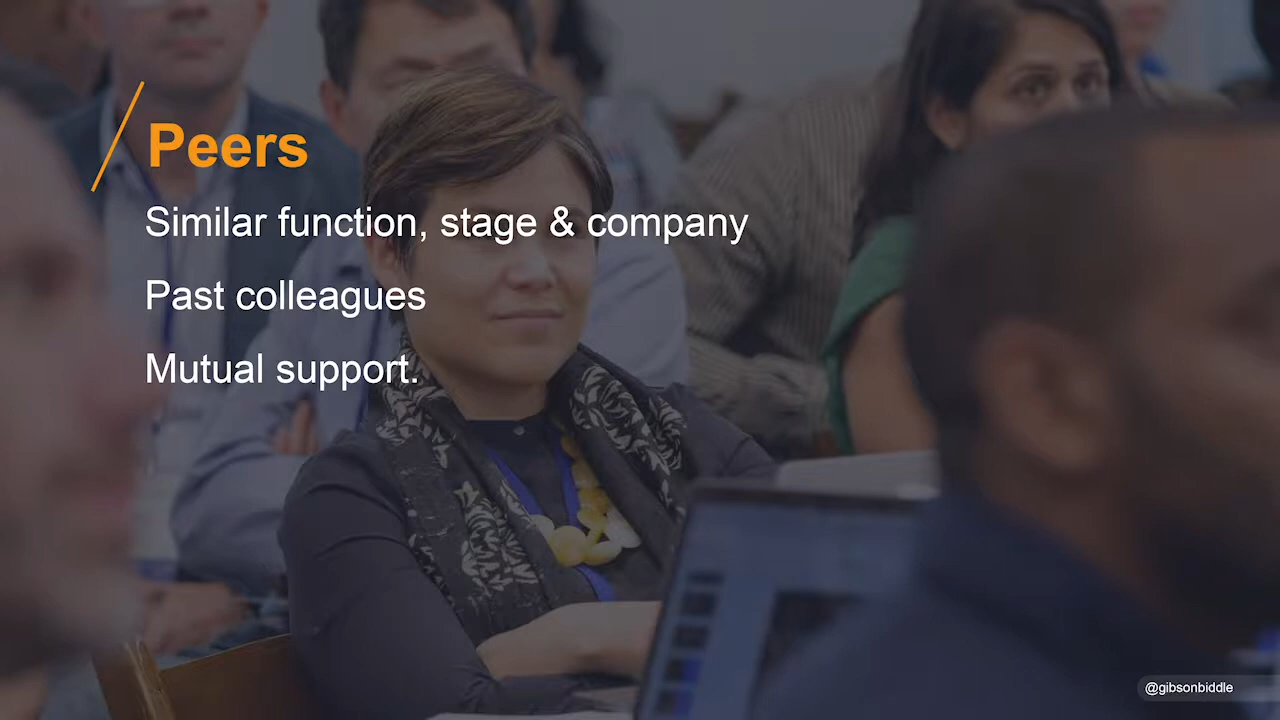 Peers
Similar function, stage & company
Past colleagues
Mutual support.
@gibsonbiddle